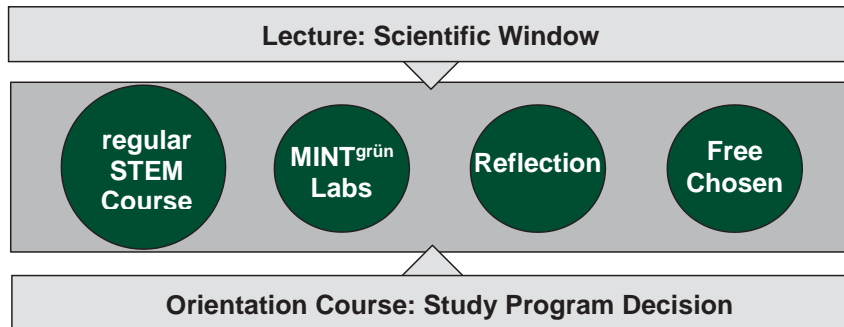 Lecture: Scientific Window
regular
STEM
Course
MINTgrün
Labs
Reflection
Free
Chosen
Orientation Course: Study Program Decision